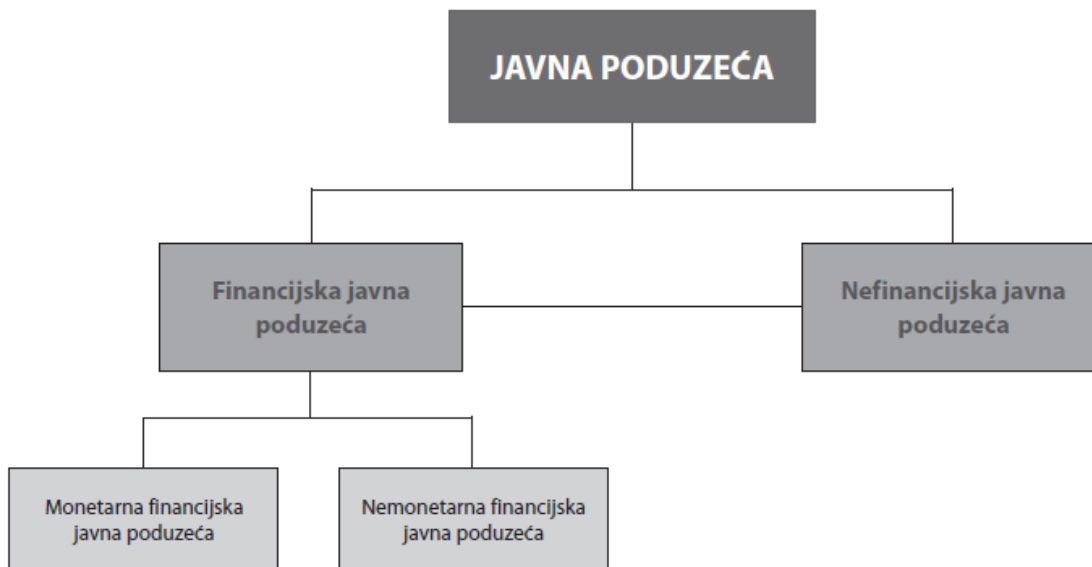 JAVNA PODUZEĆA
Financijska javna
poduzeća
Nefinancijska javna
poduzeća
Monetarna financijska
javna poduzeća
Nemonetarna financijska
javna poduzeća